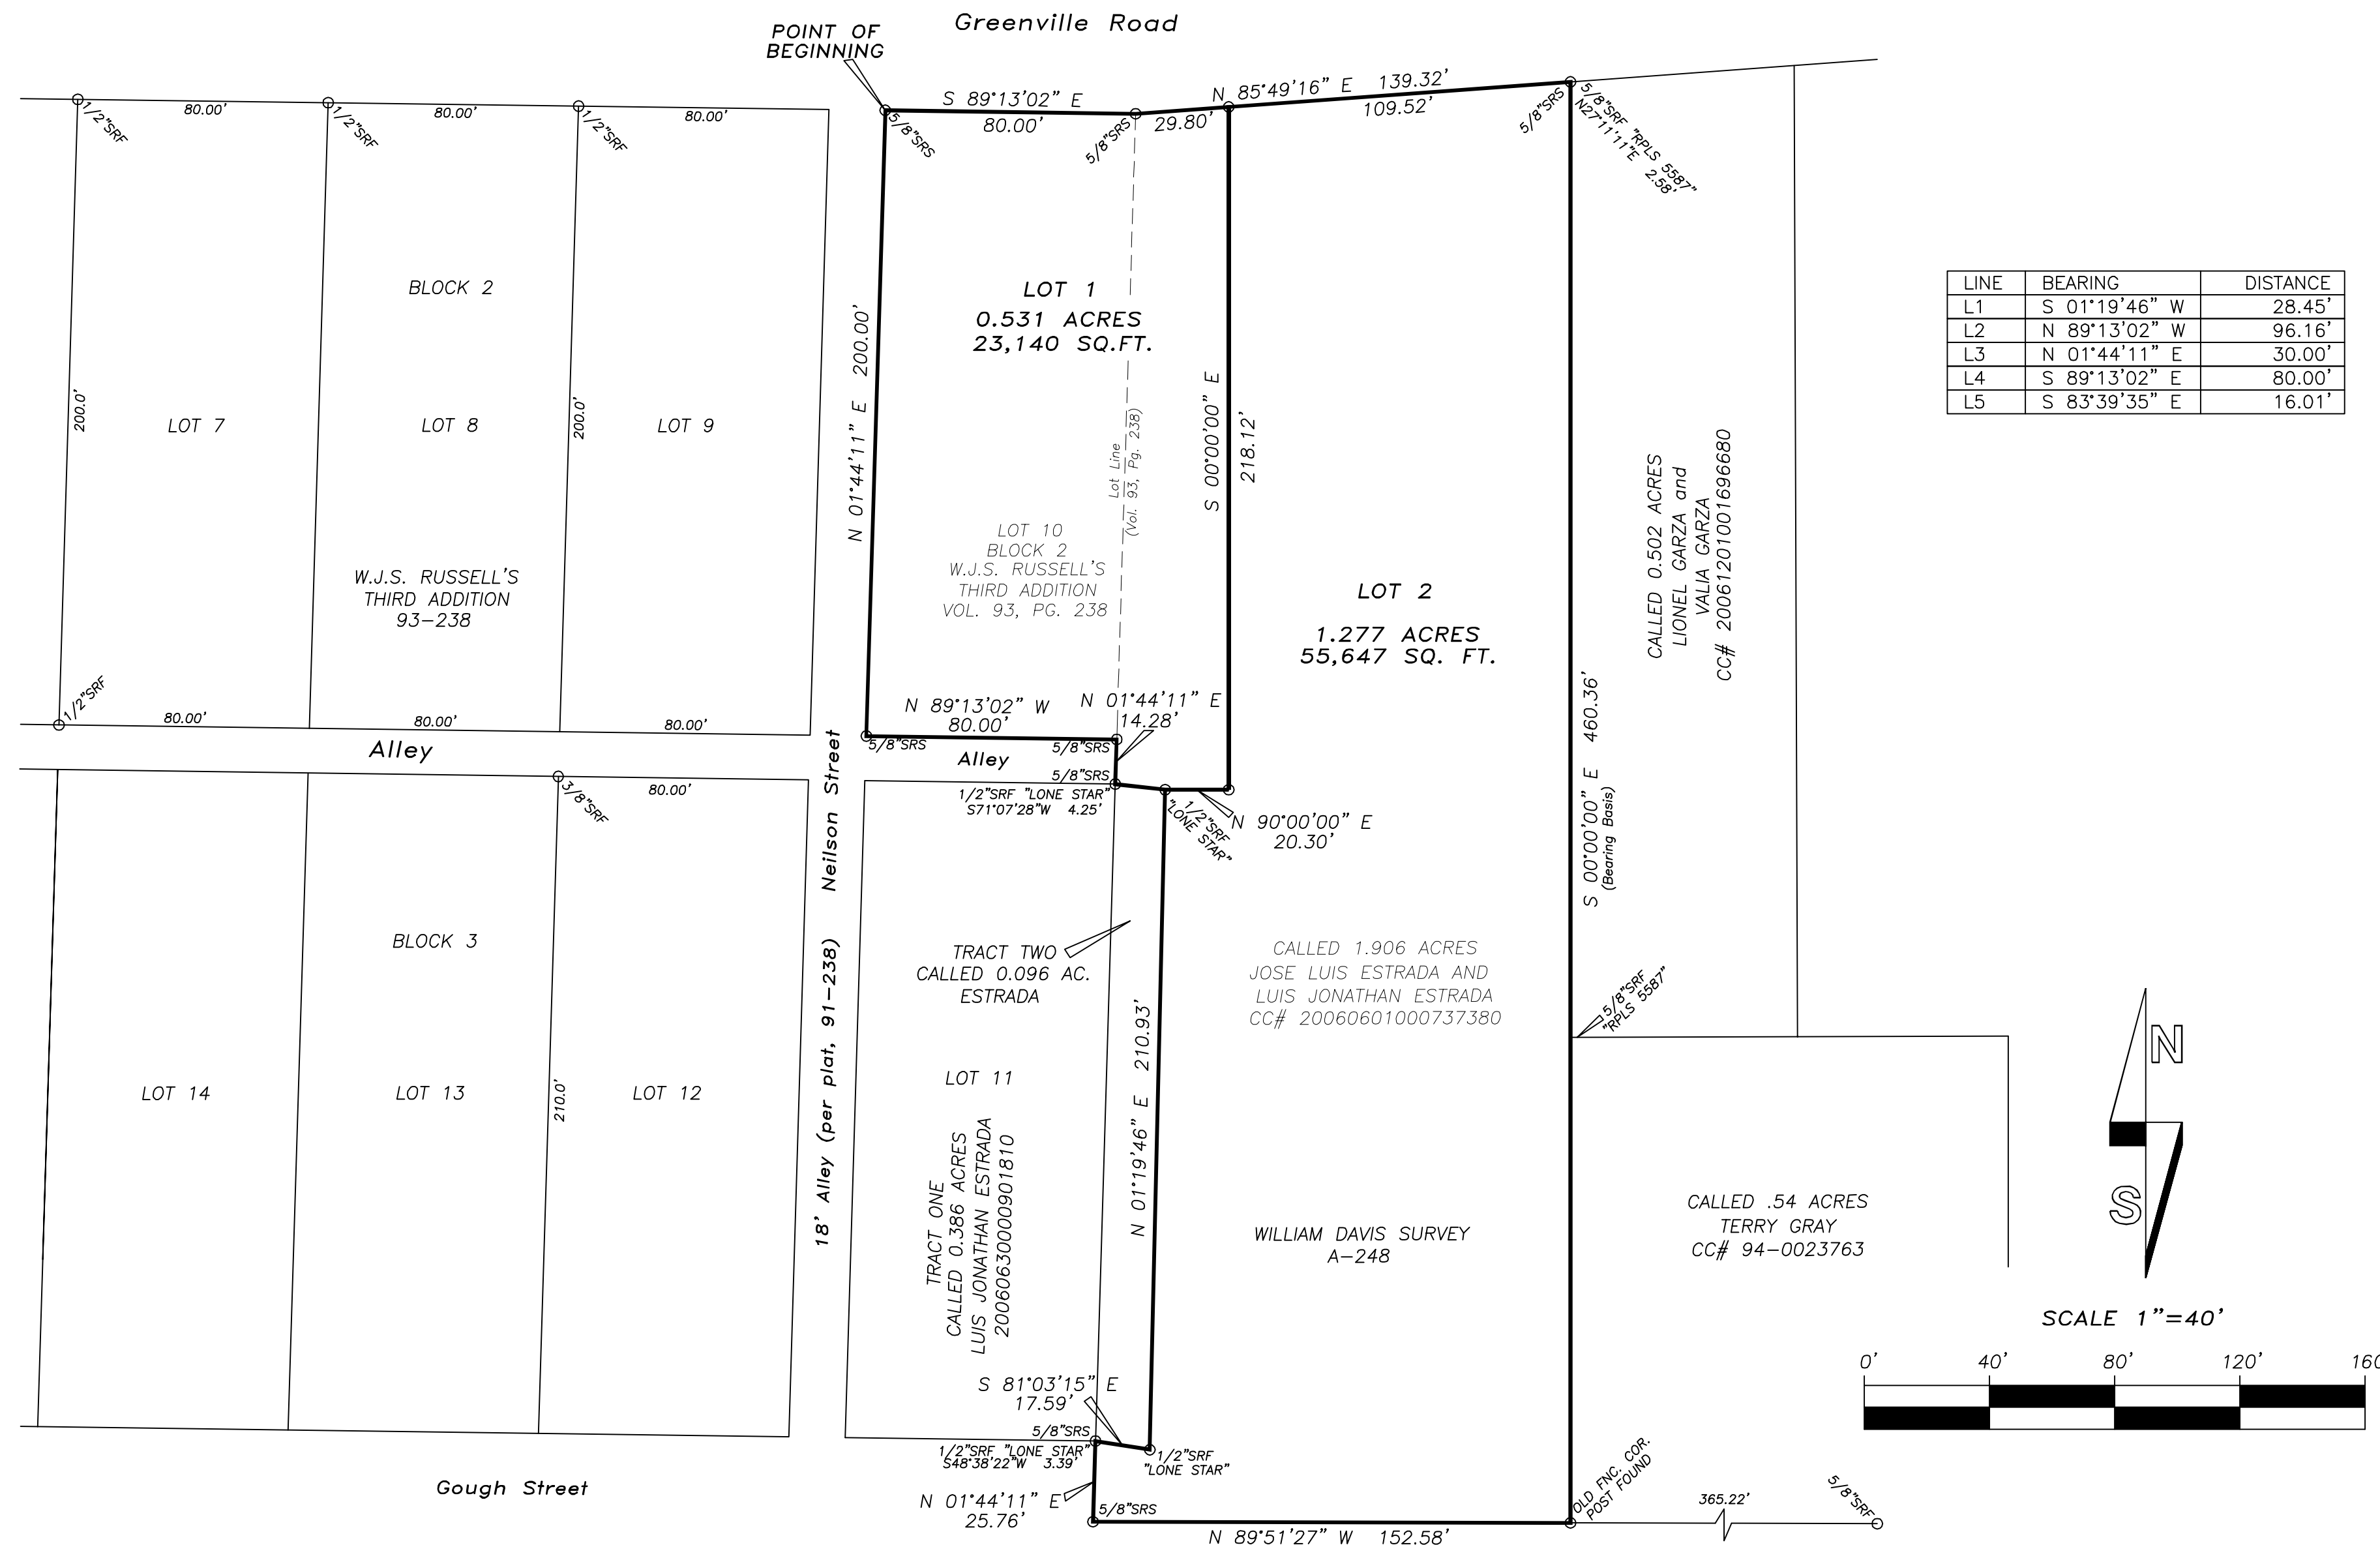 Greenville Road
POINT OF
BEGINNING
S 89°13'02" E
80.00'
N 85°49'16" E 139.32'
29.80'
109.52'
5/8"SRS
5/8"SRS
5/8"SRS
5/8"SRF "RPLS 5587"
N27°11'11"E 2.58'
80.00'
80.00'
80.00'
1/2"SRF
1/2"SRF
1/2"SRF
LINE BEARING DISTANCE
L1 S 01°19'46" W 28.45'
L2 N 89°13'02" W 96.16'
L3 N 01°44'11" E 30.00'
L4 S 89°13'02" E 80.00'
L5 S 83°39'35" E 16.01'
BLOCK 2
200.0'
LOT 7
LOT 8
200.0'
LOT 9
W.J.S. RUSSELL'S
THIRD ADDITION
93-238
1/2"SRF
80.00'
80.00'
80.00'
N 01°44'11" E 200.00'
LOT 1
0.531 ACRES
23,140 SQ.FT.
Lot Line
(Vol. 93, Pg. 238)
S 00°00'00" E
218.12'
LOT 10
BLOCK 2
W.J.S. RUSSELL'S
THIRD ADDITION
VOL. 93, PG. 238
LOT 2
1.277 ACRES
55,647 SQ. FT.
CALLED 0.502 ACRES
LIONEL GARZA and
VALIA GARZA
CC# 20061201001696680
N 89°13'02" W
80.00'
N 01°44'11" E
14.28'
5/8"SRS
5/8"SRS
Alley
Alley
5/8"SRS
1/2"SRF "LONE STAR"
S71°07'28"W 4.25'
1/2"SRF
"LONE STAR"
N 90°00'00" E
20.30'
S 00°00'00" E 460.36'
(Bearing Basis)
80.00'
3/8"SRF
18' Alley (per plat, 91-238) Neilson Street
BLOCK 3
LOT 14
LOT 13
210.0'
LOT 12
TRACT TWO
CALLED 0.096 AC.
ESTRADA
N 01°19'46" E 210.93'
CALLED 1.906 ACRES
JOSE LUIS ESTRADA AND
LUIS JONATHAN ESTRADA
CC# 20060601000737380
5/8"SRF
"RPLS 5587"
LOT 11
TRACT ONE
CALLED 0.386 ACRES
LUIS JONATHAN ESTRADA
20060630000901810
WILLIAM DAVIS SURVEY
A-248
CALLED .54 ACRES
TERRY GRAY
CC# 94-0023763
N
S
SCALE 1"=40'
0' 40' 80' 120' 160
S 81°03'15" E
17.59'
5/8"SRS
1/2"SRF "LONE STAR"
S48°38'22"W 3.39'
1/2"SRF
"LONE STAR"
N 01°44'11" E
25.76'
5/8"SRS
Gough Street
N 89°51'27" W 152.58'
OLD FNC. COR.
POST FOUND
365.22'
5/8"SRF